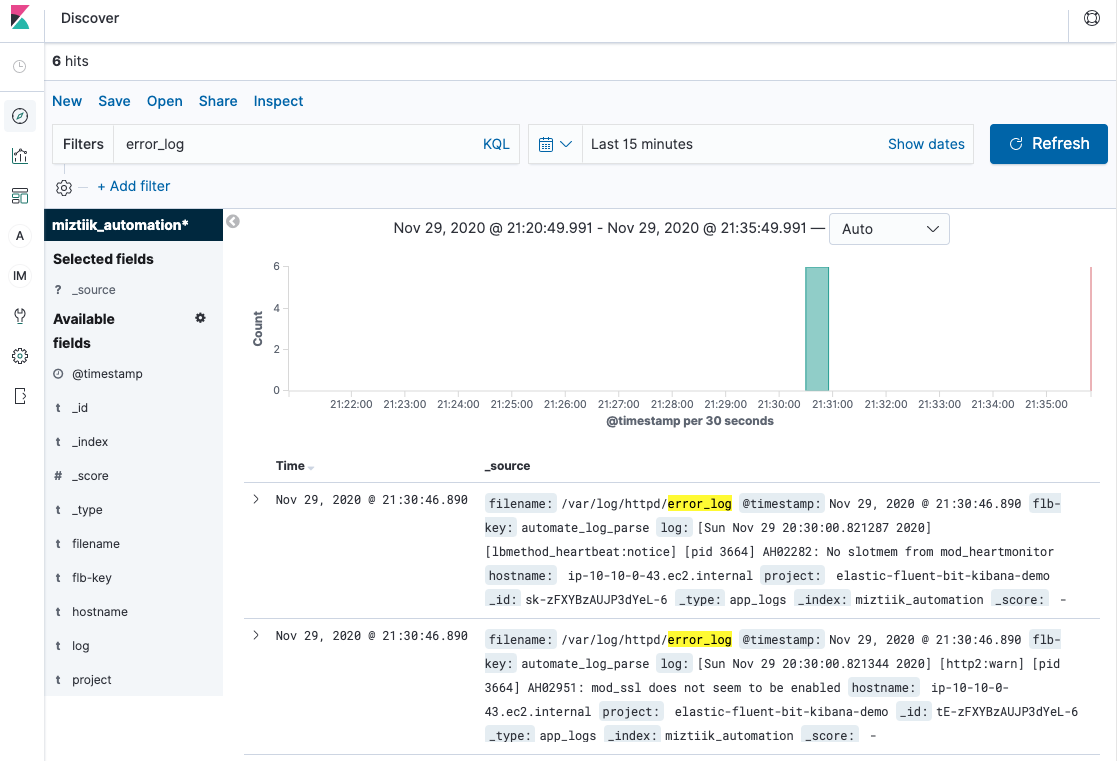 Discover
6 hits
New Save Open Share Inspect
Filters error_log KQL Last 15 minutes Show dates Refresh
+ Add filter
A
IM
miztiik_automation*
Selected fields
? _source
Available
fields
@timestamp
t _id
t _index
# _score
t _type
t filename
t flb-key
t hostname
t log
t project
Nov 29, 2020 @ 21:20:49.991 - Nov 29, 2020 @ 21:35:49.991 — Auto
Count
6
4
2
0
21:22:00 21:23:00 21:24:00 21:25:00 21:26:00 21:27:00 21:28:00 21:29:00 21:30:00 21:31:00 21:32:00 21:33:00 21:34:00 21:35:00
@timestamp per 30 seconds
Time _source
Nov 29, 2020 @ 21:30:46.890 filename: /var/log/httpd/error_log @timestamp: Nov 29, 2020 @ 21:30:46.890 flb-
key: automate_log_parse log: [Sun Nov 29 20:30:00.821287 2020]
[lbmethod_heartbeat:notice] [pid 3664] AH02282: No slotmem from mod_heartmonitor
hostname: ip-10-10-0-43.ec2.internal project: elastic-fluent-bit-kibana-demo
_id: sk-zFXYBzAUJP3dYeL-6 _type: app_logs _index: miztiik_automation _score: -
Nov 29, 2020 @ 21:30:46.890 filename: /var/log/httpd/error_log @timestamp: Nov 29, 2020 @ 21:30:46.890 flb-
key: automate_log_parse log: [Sun Nov 29 20:30:00.821344 2020] [http2:warn] [pid
3664] AH02951: mod_ssl does not seem to be enabled hostname: ip-10-10-0-
43.ec2.internal project: elastic-fluent-bit-kibana-demo _id: tE-zFXYBzAUJP3dYeL-6
_type: app_logs _index: miztiik_automation _score: -